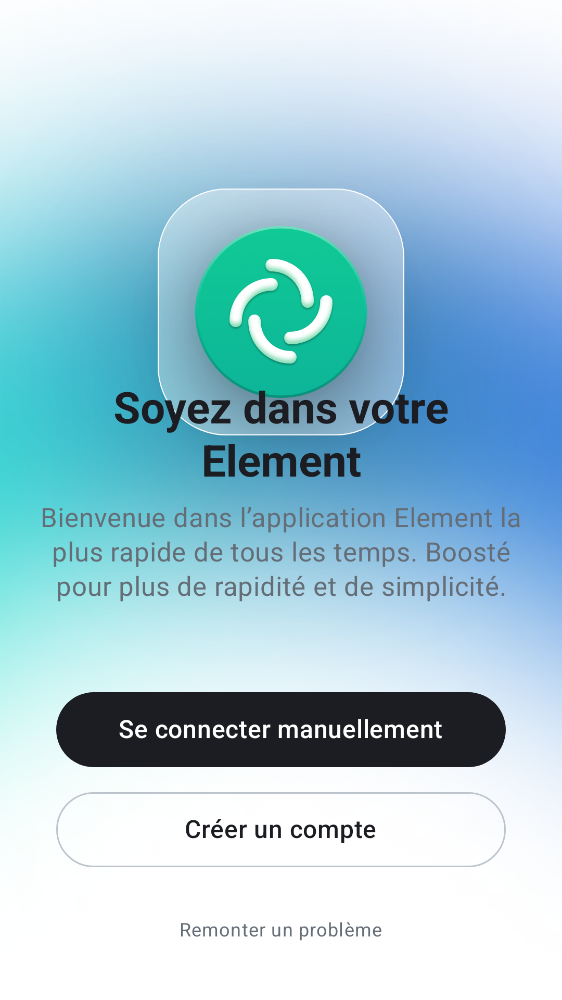 Soyez dans votre
Element
Bienvenue dans l’application Element la
plus rapide de tous les temps. Boosté
pour plus de rapidité et de simplicité.
Se connecter manuellement
Créer un compte
Remonter un problème